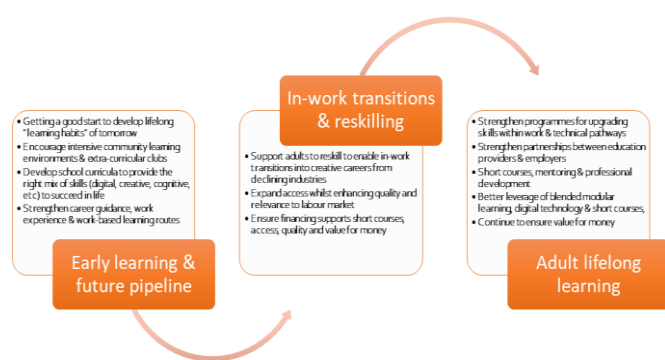 • Getting a good start to develop lifelong
"learning habits" of tomorrow
• Encourage intensive community learning
environments & extra-curricular clubs
• Develop school curricula to provide the
right mix of skills (digital, creative, cognitive,
etc) to succeed in life
• Strengthen career guidance, work
experience & work-based learning routes
Early learning &
future pipeline
In-work transitions
& reskilling
• Support adults to reskill to enable in-work
transitions into creative careers from
declining industries
• Expand access whilst enhancing quality and
relevance to labour market
• Ensure financing supports short courses,
access, quality and value for money
• Strengthen programmes for upgrading
skills within work & technical pathways
• Strengthen partnerships between education
providers & employers
• Short courses, mentoring & professional
development
• Better leverage of blended modular
learning, digital technology & short courses,
• Continue to ensure value for money
Adult lifelong
learning